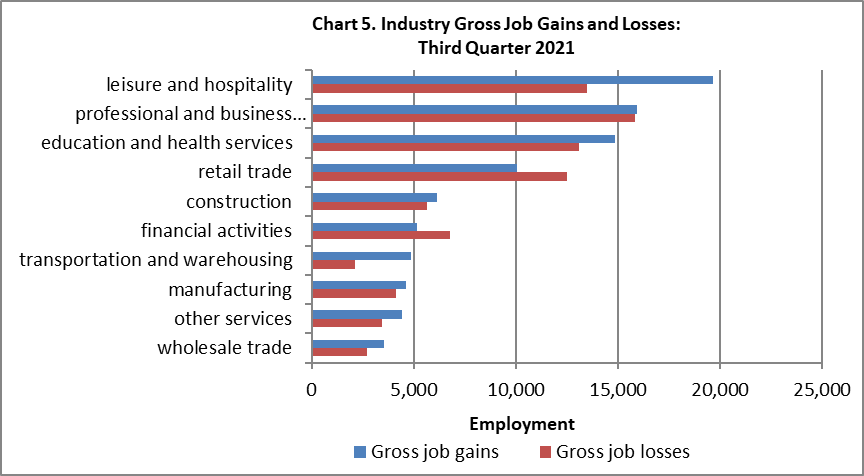 Chart 5. Industry Gross Job Gains and Losses:
Third Quarter 2021
leisure and hospitality
professional and business...
education and health services
retail trade
construction
financial activities
transportation and warehousing
manufacturing
other services
wholesale trade
0 5,000 10,000 15,000 20,000 25,000
Employment
Gross job gains Gross job losses